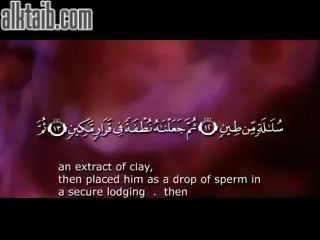 alktaib.com
سُلَـٰلَةٍ مِّن طِينٍ ﴿١٢﴾ ثُمَّ جَعَلْنَـٰهُ نُطْفَةً فِى قَرَارٍ مَّكِينٍ ﴿١٣﴾ ثُمَّ
an extract of clay,
then placed him as a drop of sperm in
a secure lodging . then